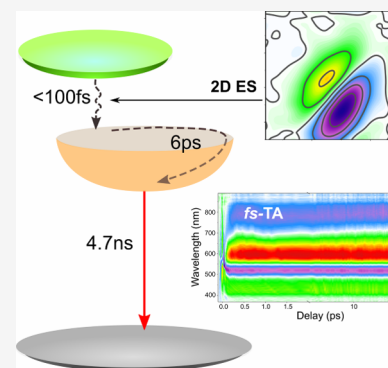 <100fs
2D ES
6ps
4.7ns
fs-TA
Wavelength (nm)
800
700
600
500
400
0.0 0.5 1.0 1.5 10
Delay (ps)